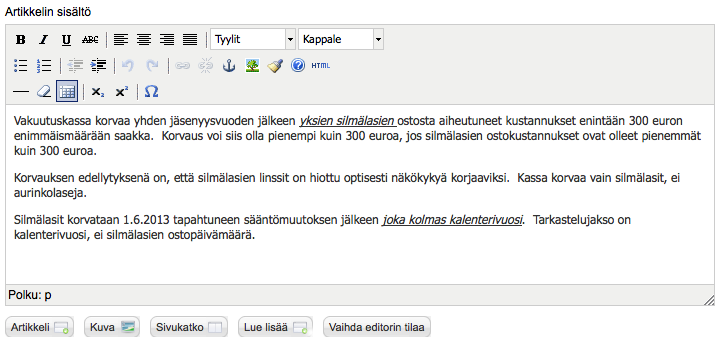 Artikkelin sisältö
B I U ABC Tyylit Kappale
HTML
x₂ x² Ω
Vakuutuskassa korvaa yhden jäsenyysvuoden jälkeen yksien silmälasien ostosta aiheutuneet kustannukset enintään 300 euron
enimmäismäärään saakka.  Korvaus voi siis olla pienempi kuin 300 euroa, jos silmälasien ostokustannukset ovat olleet pienemmät
kuin 300 euroa.
Korvauksen edellytyksenä on, että silmälasien linssit on hiottu optisesti näkökykyä korjaaviksi.  Kassa korvaa vain silmälasit, ei
aurinkolaseja.
Silmälasit korvataan 1.6.2013 tapahtuneen sääntömuutoksen jälkeen joka kolmas kalenterivuosi.  Tarkastelujakso on
kalenterivuosi, ei silmälasien ostopäivämäärä.
Polku: p
Artikkeli Kuva Sivukatko Lue lisää Vaihda editorin tilaa